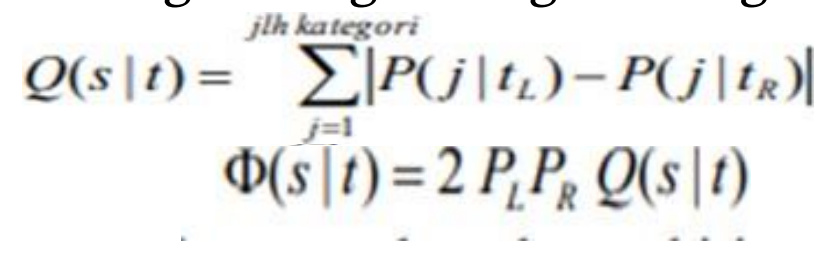 jlh kategori
Q(s | t) = ∑|P(j | t_L) − P(j | t_R)|
j=1
Φ(s | t) = 2 P_L P_R Q(s | t)